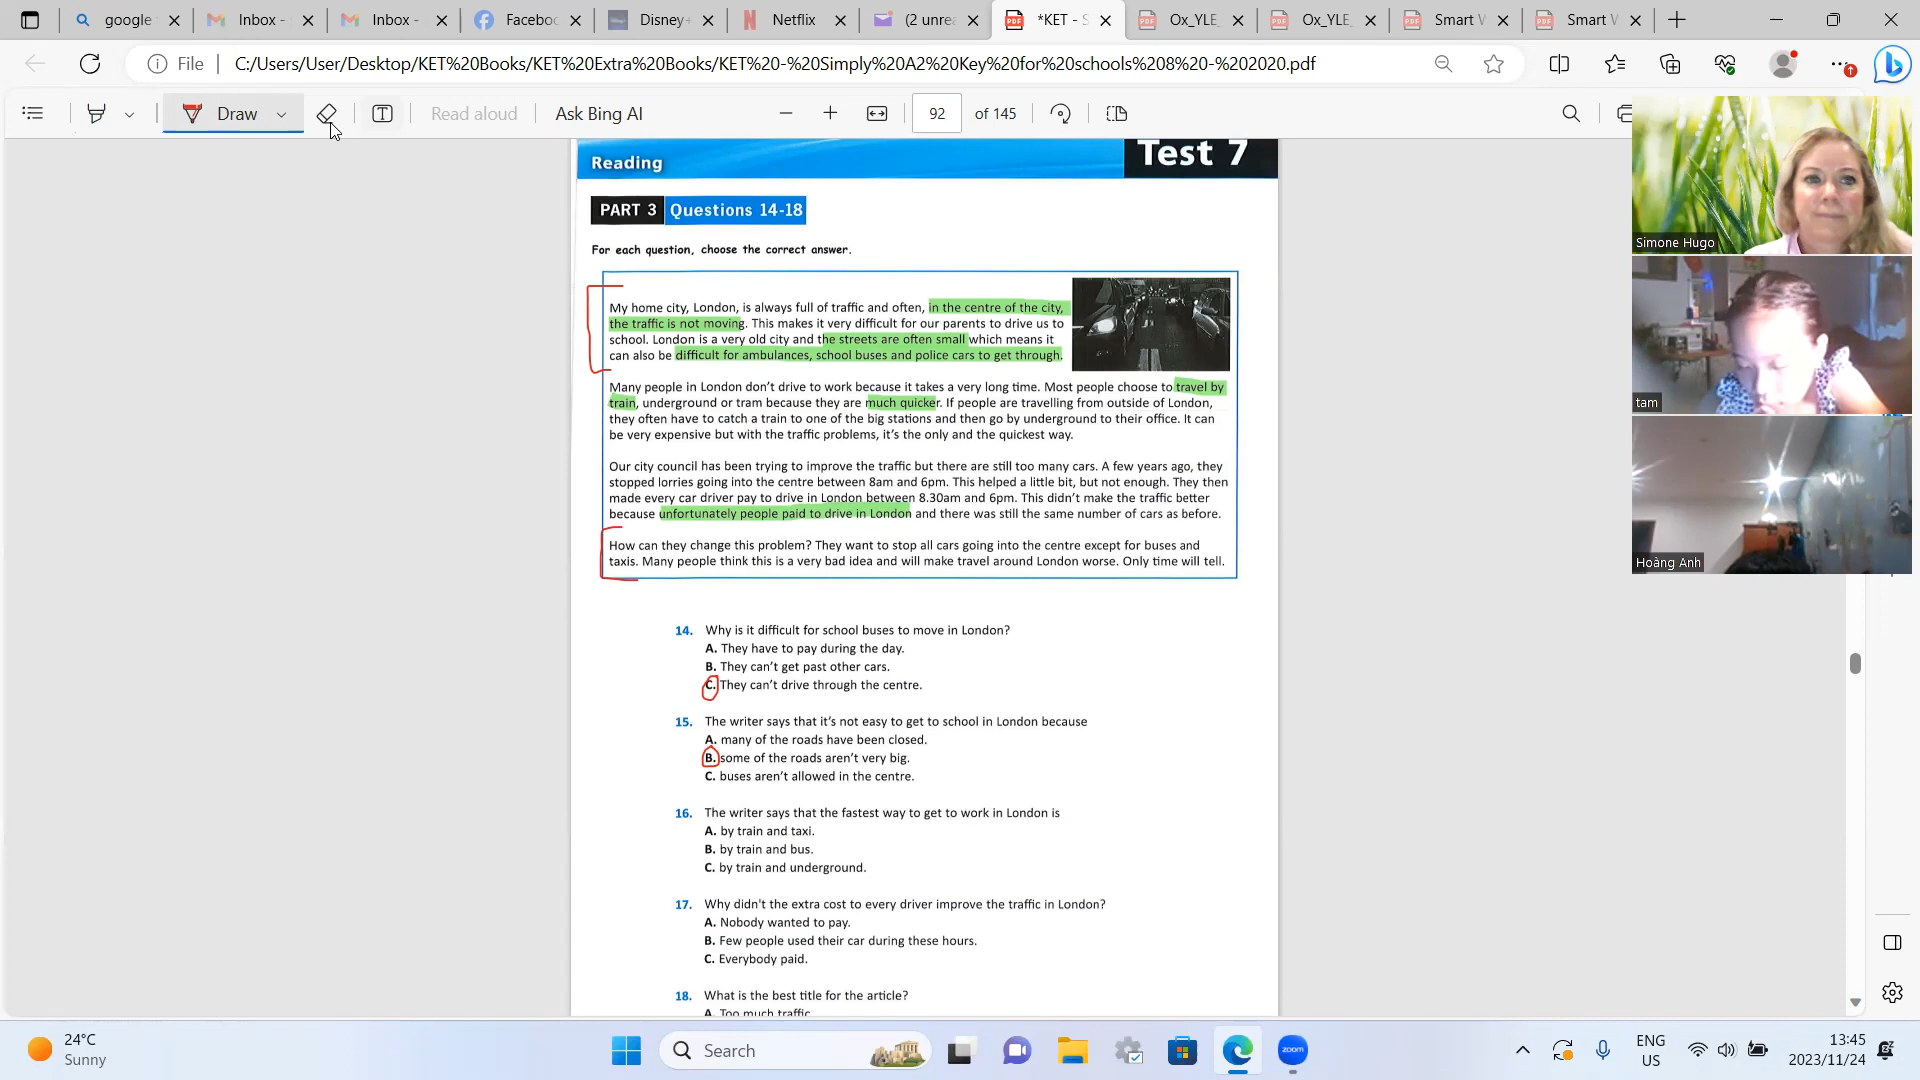 google
Inbox -
Inbox -
Faceboo
Disney+
Netflix
(2 unre
*KET - S
Ox_YLE_
Ox_YLE_
Smart W
Smart W
File
C:/Users/User/Desktop/KET%20Books/KET%20Extra%20Books/KET%20-%20Simply%20A2%20Key%20for%20schools%208%20-%202020.pdf
Draw
Read aloud
Ask Bing AI
92
of 145
Reading
Test 7
PART 3
Questions 14-18
For each question, choose the correct answer.
My home city, London, is always full of traffic and often, in the centre of the city,
the traffic is not moving. This makes it very difficult for our parents to drive us to
school. London is a very old city and the streets are often small which means it
can also be difficult for ambulances, school buses and police cars to get through.
Many people in London don't drive to work because it takes a very long time. Most people choose to travel by
train, underground or tram because they are much quicker. If people are travelling from outside of London,
they often have to catch a train to one of the big stations and then go by underground to their office. It can
be very expensive but with the traffic problems, it's the only and the quickest way.
Our city council has been trying to improve the traffic but there are still too many cars. A few years ago, they
stopped lorries going into the centre between 8am and 6pm. This helped a little bit, but not enough. They then
made every car driver pay to drive in London between 8.30am and 6pm. This didn't make the traffic better
because unfortunately people paid to drive in London and there was still the same number of cars as before.
How can they change this problem? They want to stop all cars going into the centre except for buses and
taxis. Many people think this is a very bad idea and will make travel around London worse. Only time will tell.
14. Why is it difficult for school buses to move in London?
A. They have to pay during the day.
B. They can't get past other cars.
C. They can't drive through the centre.
15. The writer says that it's not easy to get to school in London because
A. many of the roads have been closed.
B. some of the roads aren't very big.
C. buses aren't allowed in the centre.
16. The writer says that the fastest way to get to work in London is
A. by train and taxi.
B. by train and bus.
C. by train and underground.
17. Why didn't the extra cost to every driver improve the traffic in London?
A. Nobody wanted to pay.
B. Few people used their car during these hours.
C. Everybody paid.
18. What is the best title for the article?
A. Too much traffic
Simone Hugo
tam
Hoàng Anh
24°C
Sunny
Search
zoom
ENG
US
13:45
2023/11/24